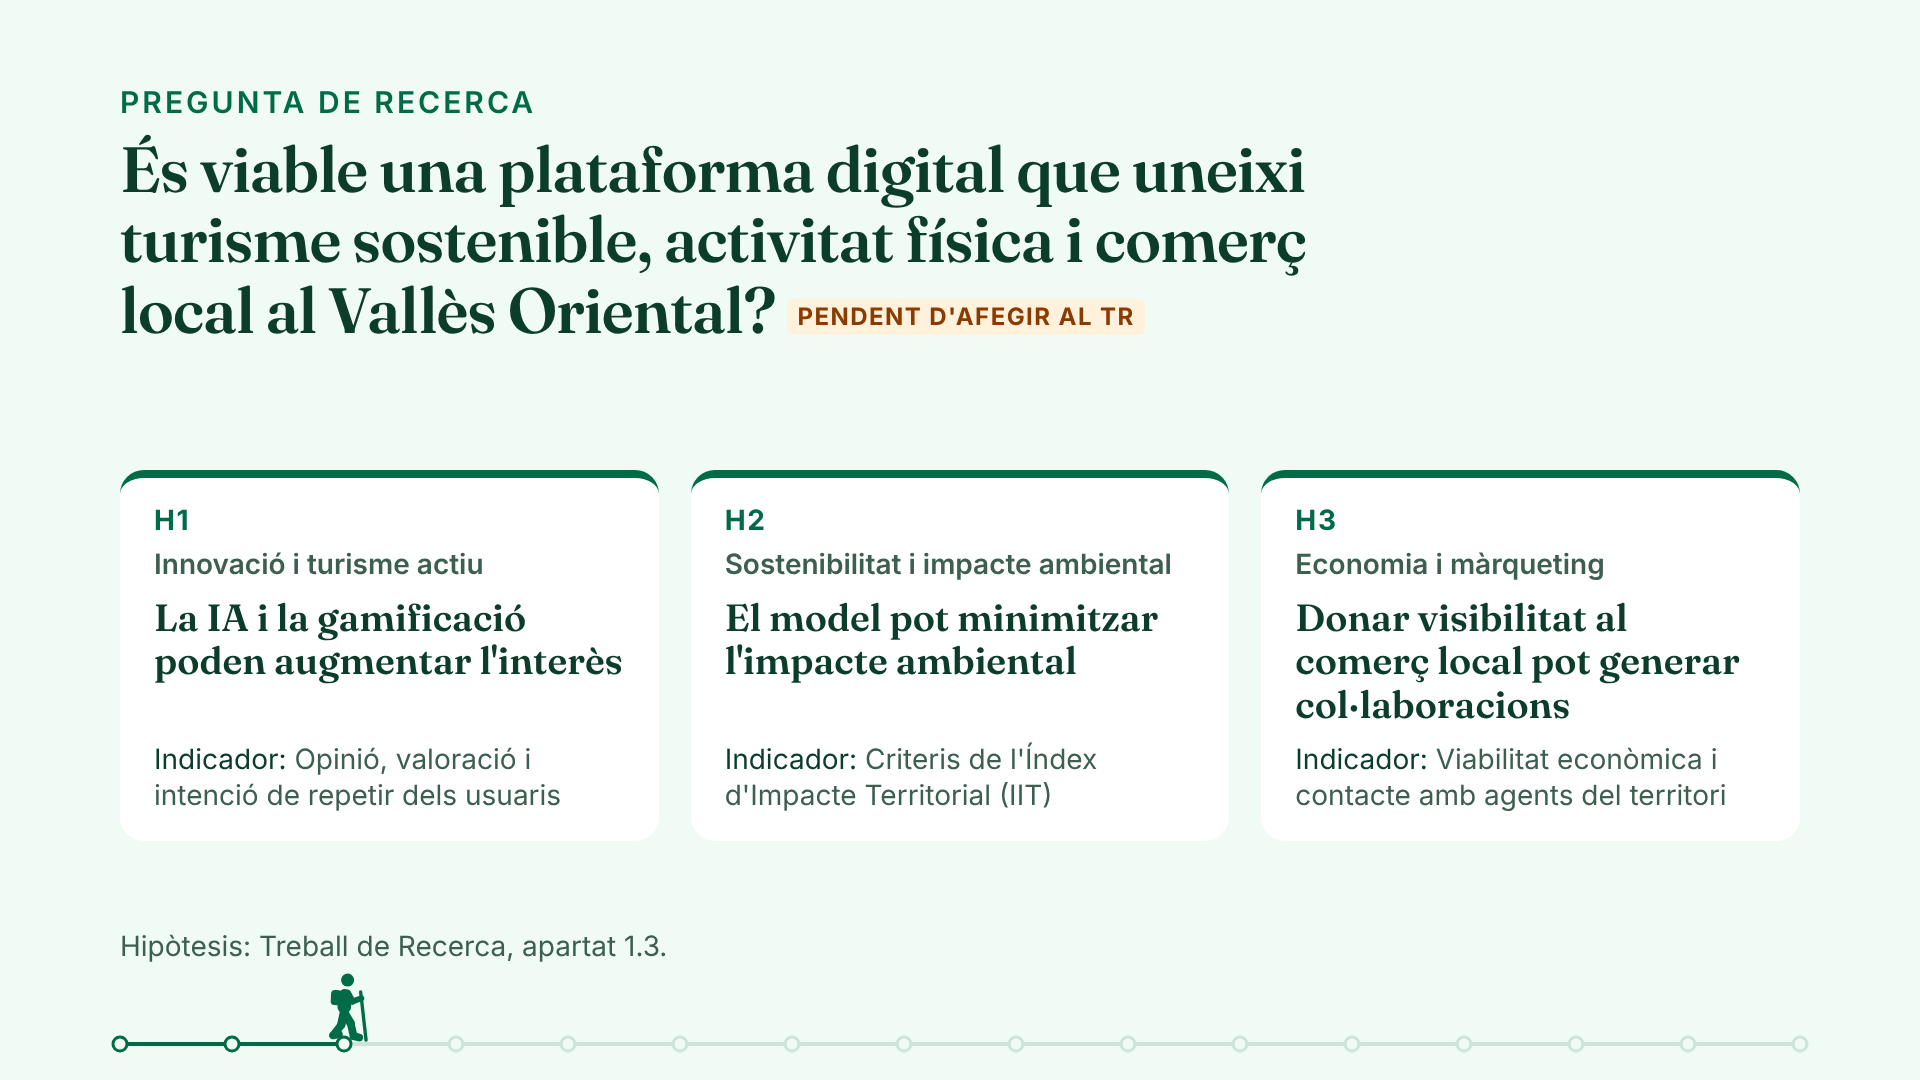 PREGUNTA DE RECERCA
És viable una plataforma digital que uneixi
turisme sostenible, activitat física i comerç
local al Vallès Oriental? PENDENT D'AFEGIR AL TR
H1
Innovació i turisme actiu
La IA i la gamificació
poden augmentar l'interès
Indicador: Opinió, valoració i
intenció de repetir dels usuaris
H2
Sostenibilitat i impacte ambiental
El model pot minimitzar
l'impacte ambiental
Indicador: Criteris de l'Índex
d'Impacte Territorial (IIT)
H3
Economia i màrqueting
Donar visibilitat al
comerç local pot generar
col·laboracions
Indicador: Viabilitat econòmica i
contacte amb agents del territori
Hipòtesis: Treball de Recerca, apartat 1.3.